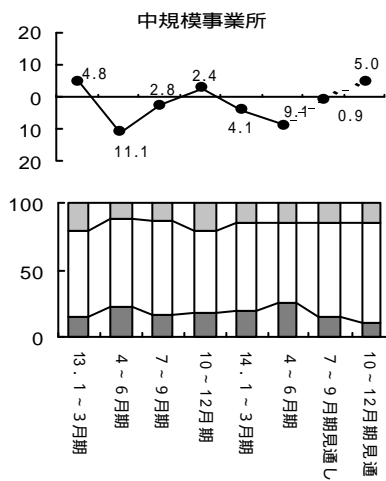 中規模事業所
20
10
0
10
20
4.8
11.1
2.8
2.4
4.1
9.1
0.9
5.0
100
50
0
13.1~3月期
4~6月期
7~9月期
10~12月期
14.1~3月期
4~6月期
7~9月期見通し
10~12月期見通